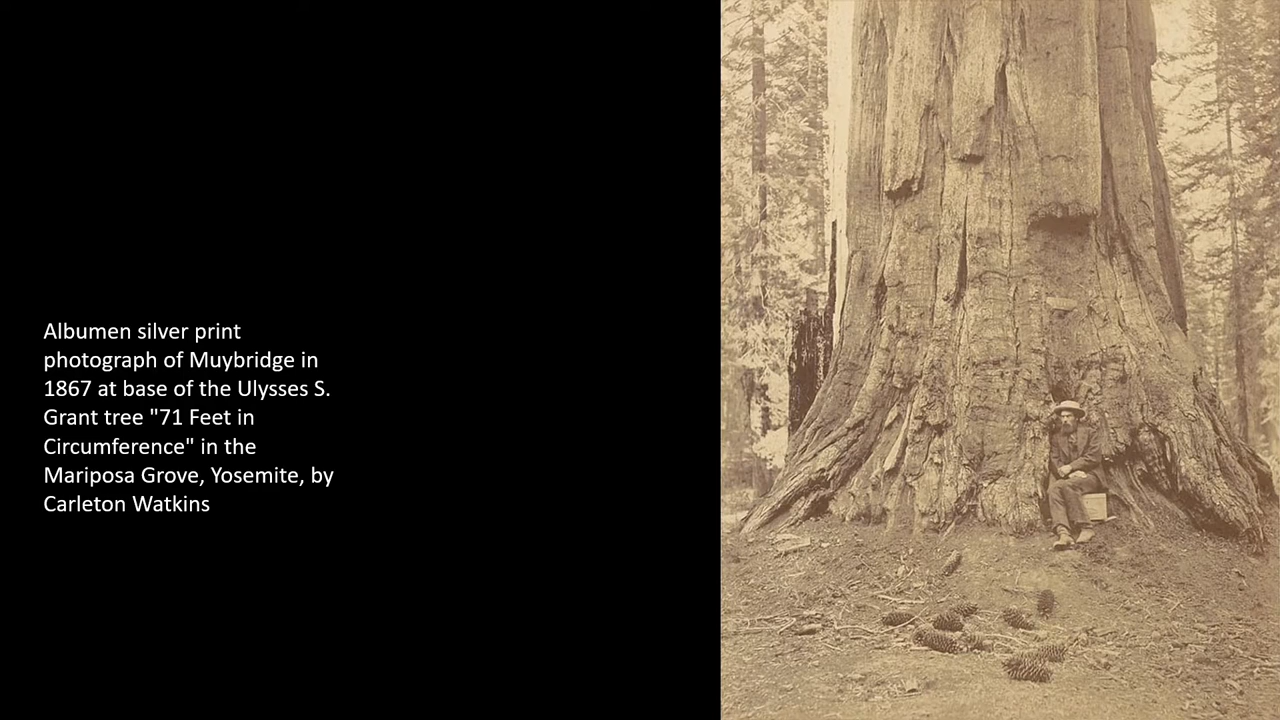 Albumen silver print
photograph of Muybridge in
1867 at base of the Ulysses S.
Grant tree "71 Feet in
Circumference" in the
Mariposa Grove, Yosemite, by
Carleton Watkins